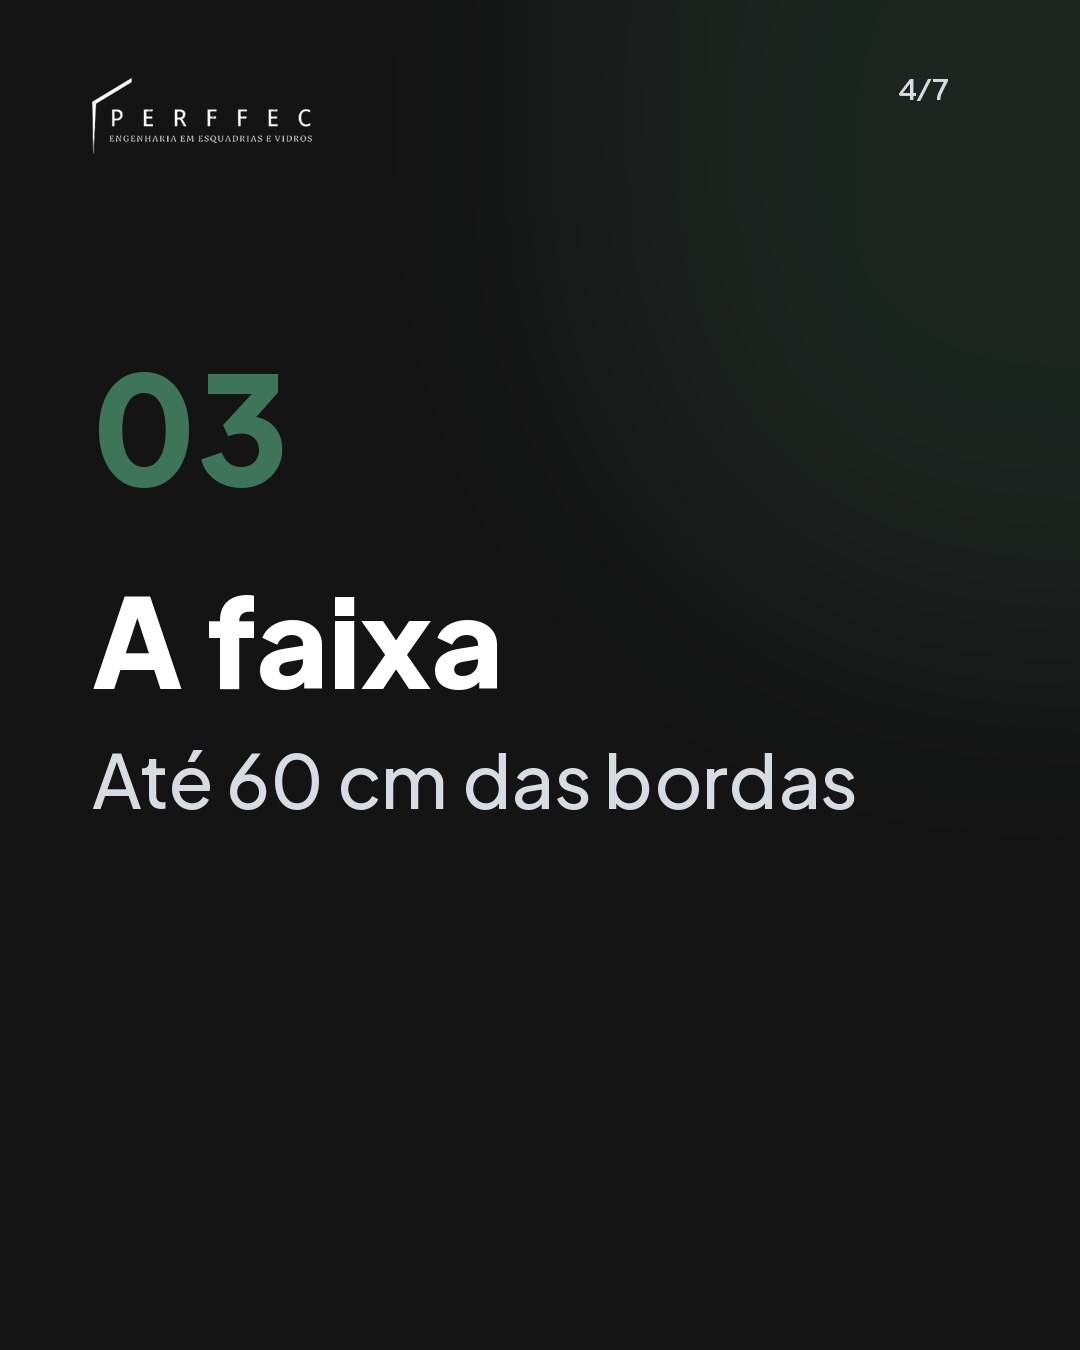 PERFFEC
ENGENHARIA EM ESQUADRIAS E VIDROS
4/7
03
A faixa
Até 60 cm das bordas